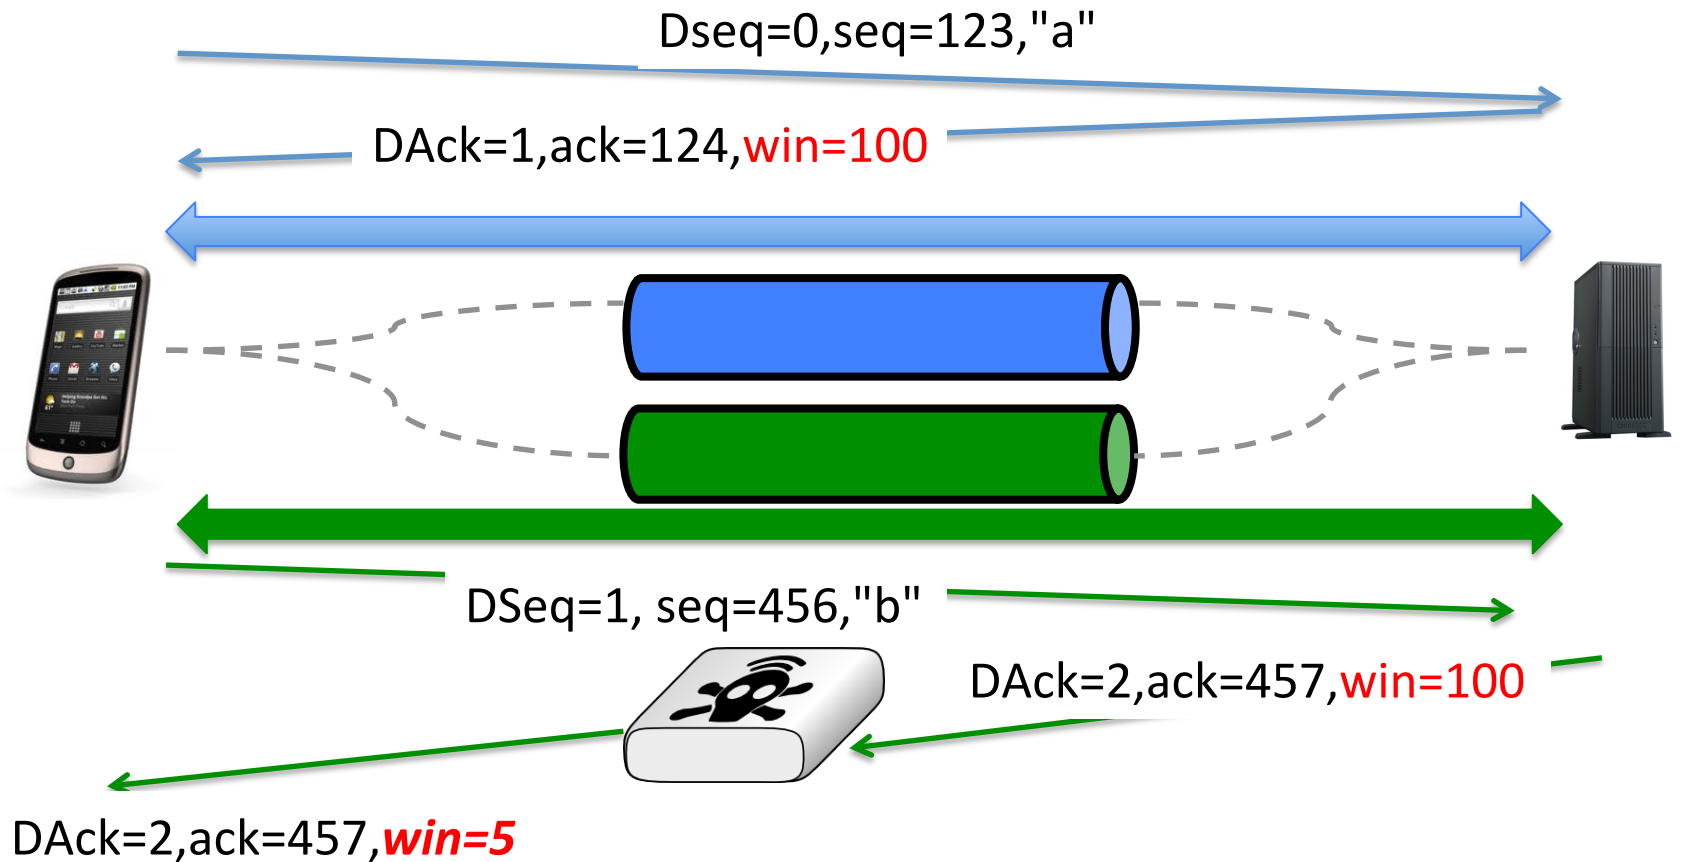 Dseq=0,seq=123,"a"
DAck=1,ack=124,win=100
DSeq=1, seq=456,"b"
DAck=2,ack=457,win=100
DAck=2,ack=457,win=5